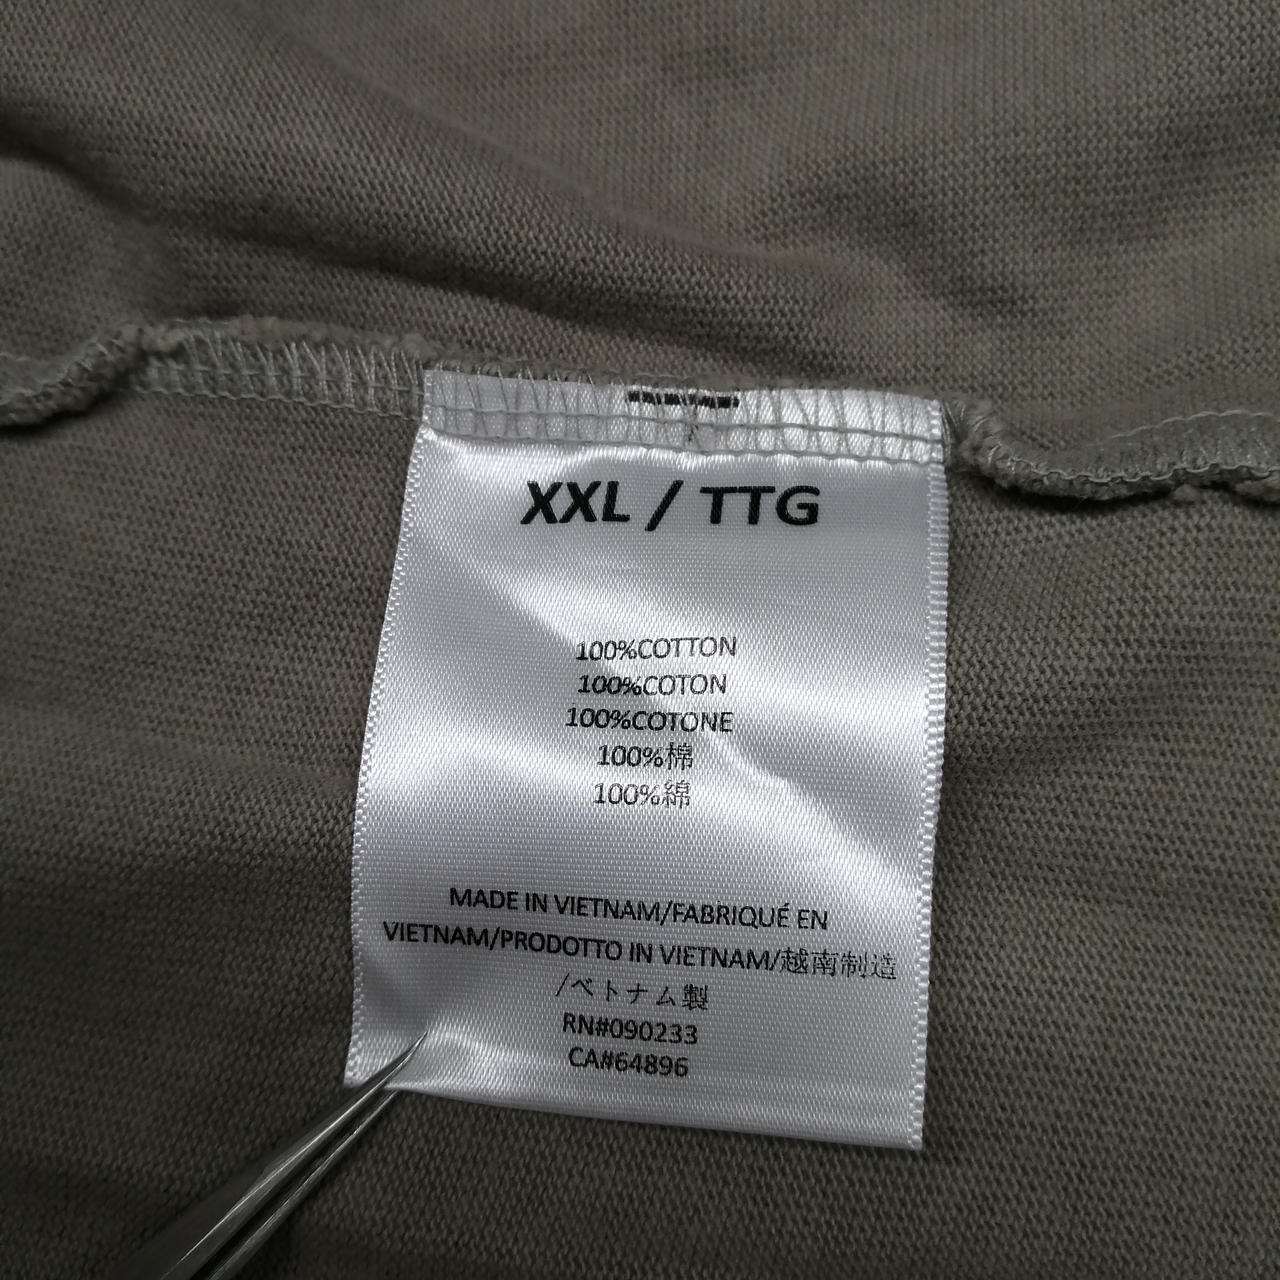 XXL / TTG
100%COTTON
100%COTON
100%COTONE
100%棉
100%綿
MADE IN VIETNAM/FABRIQUÉ EN
VIETNAM/PRODOTTO IN VIETNAM/越南制造
/ベトナム製
RN#090233
CA#64896